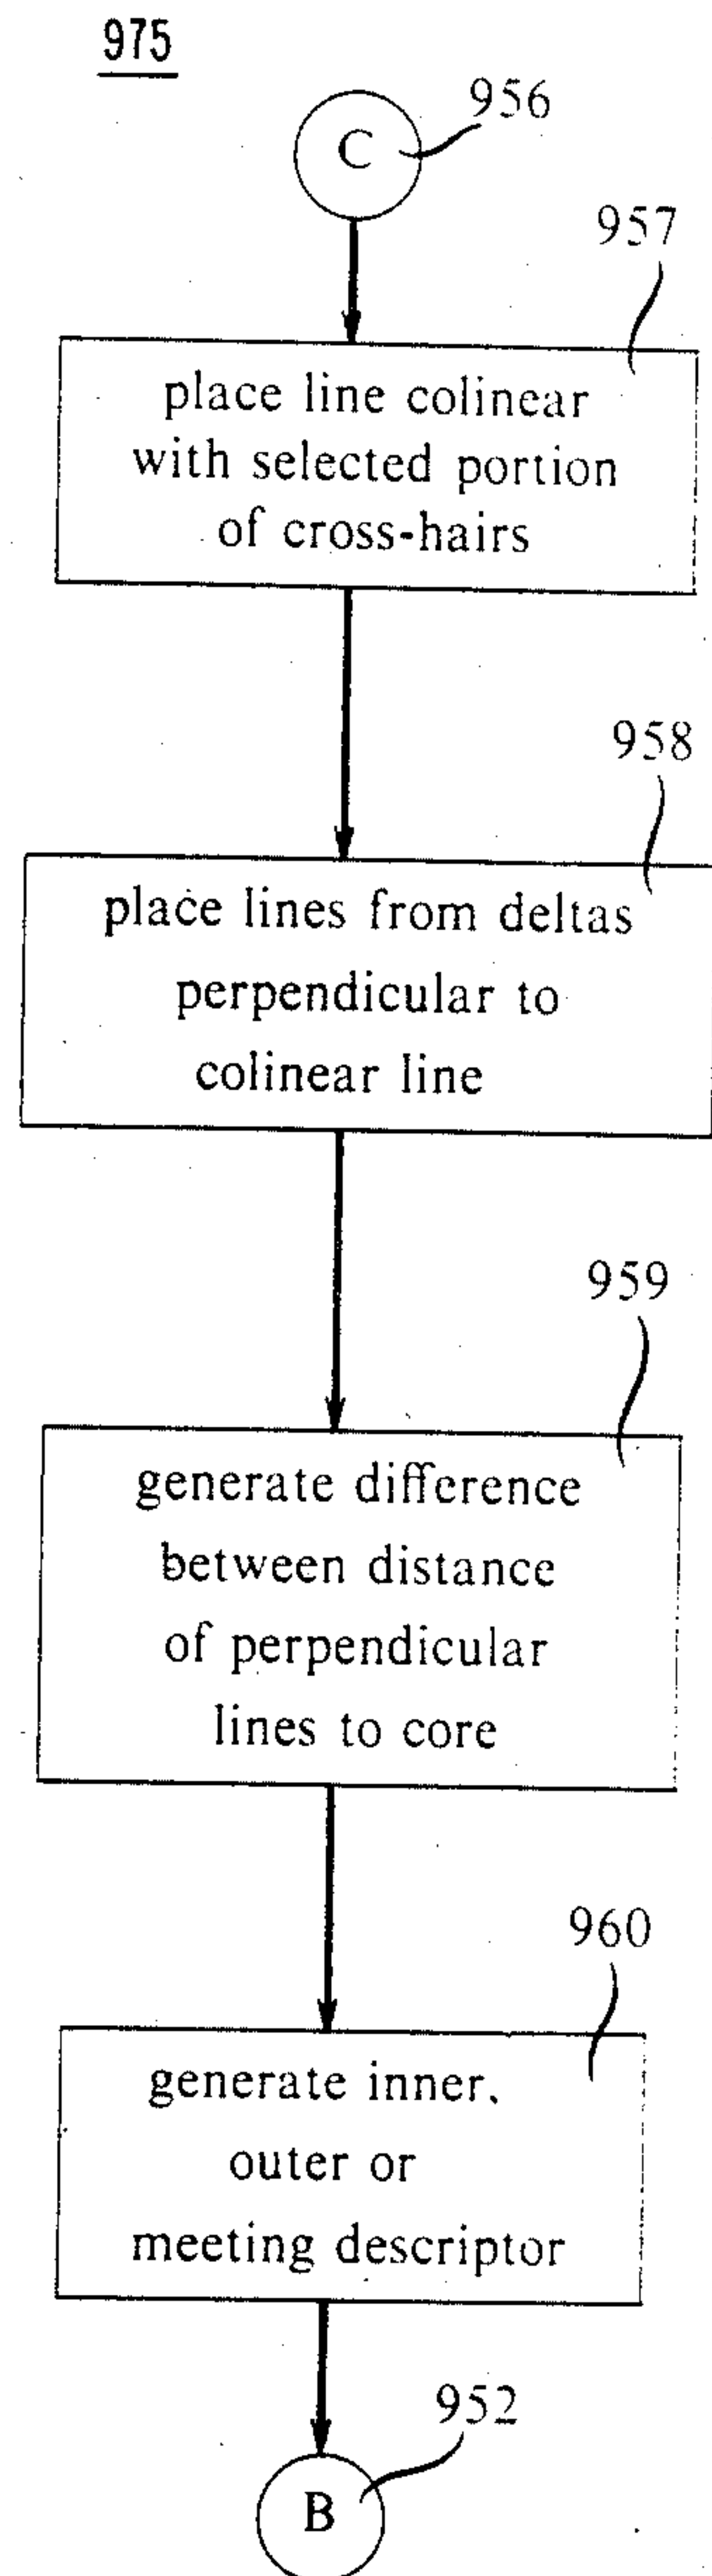 975
956
C
957
place line colinear
with selected portion
of cross-hairs
958
place lines from deltas
perpendicular to
colinear line
959
generate difference
between distance
of perpendicular
lines to core
960
generate inner,
outer or
meeting descriptor
952
B